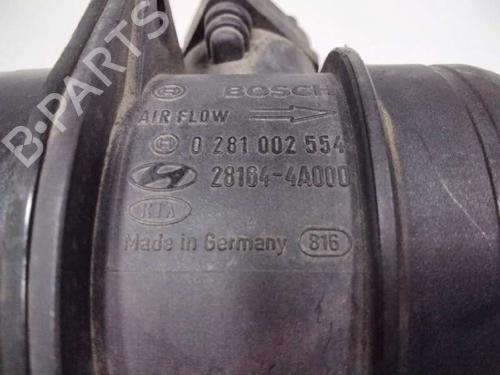 BOSCH
AIR FLOW
0 281 002 554
28164-4A000
KIA
Made in Germany 816
B-PARTS